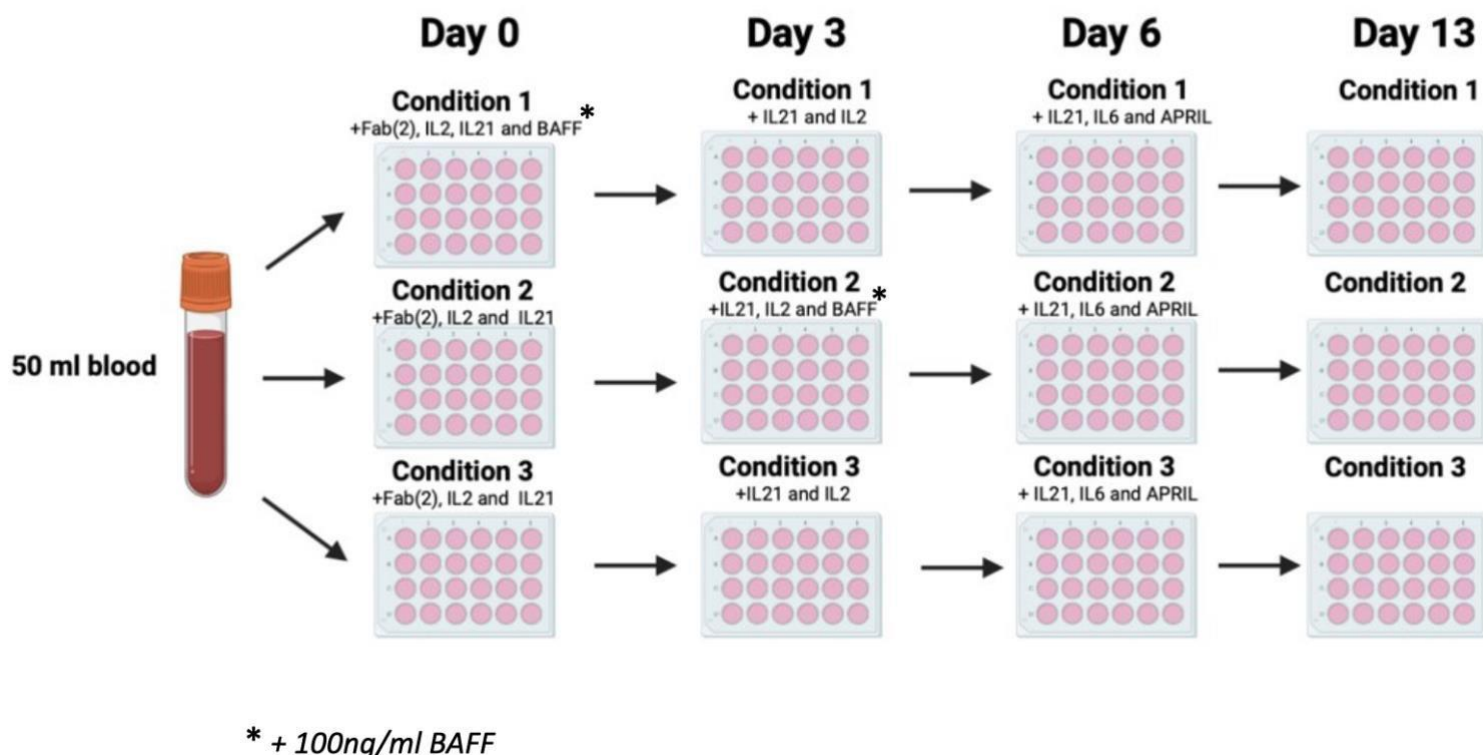 Day 0
Day 3
Day 6
Day 13
Condition 1
+Fab(2), IL2, IL21 and BAFF*
Condition 1
+ IL21 and IL2
Condition 1
+ IL21, IL6 and APRIL
Condition 1
50 ml blood
Condition 2
+Fab(2), IL2 and IL21
Condition 2
+IL21, IL2 and BAFF*
Condition 2
+ IL21, IL6 and APRIL
Condition 2
Condition 3
+Fab(2), IL2 and IL21
Condition 3
+IL21 and IL2
Condition 3
+ IL21, IL6 and APRIL
Condition 3
* + 100ng/ml BAFF